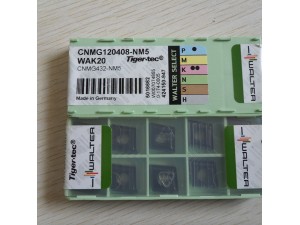 CNMG120408-NM5
Tiger·tec®
WAK20
CNMG432-NM5
Made in Germany
WALTER SELECT
P
M
K
N
S
H
WALTER
Tiger·tec®
WALTER